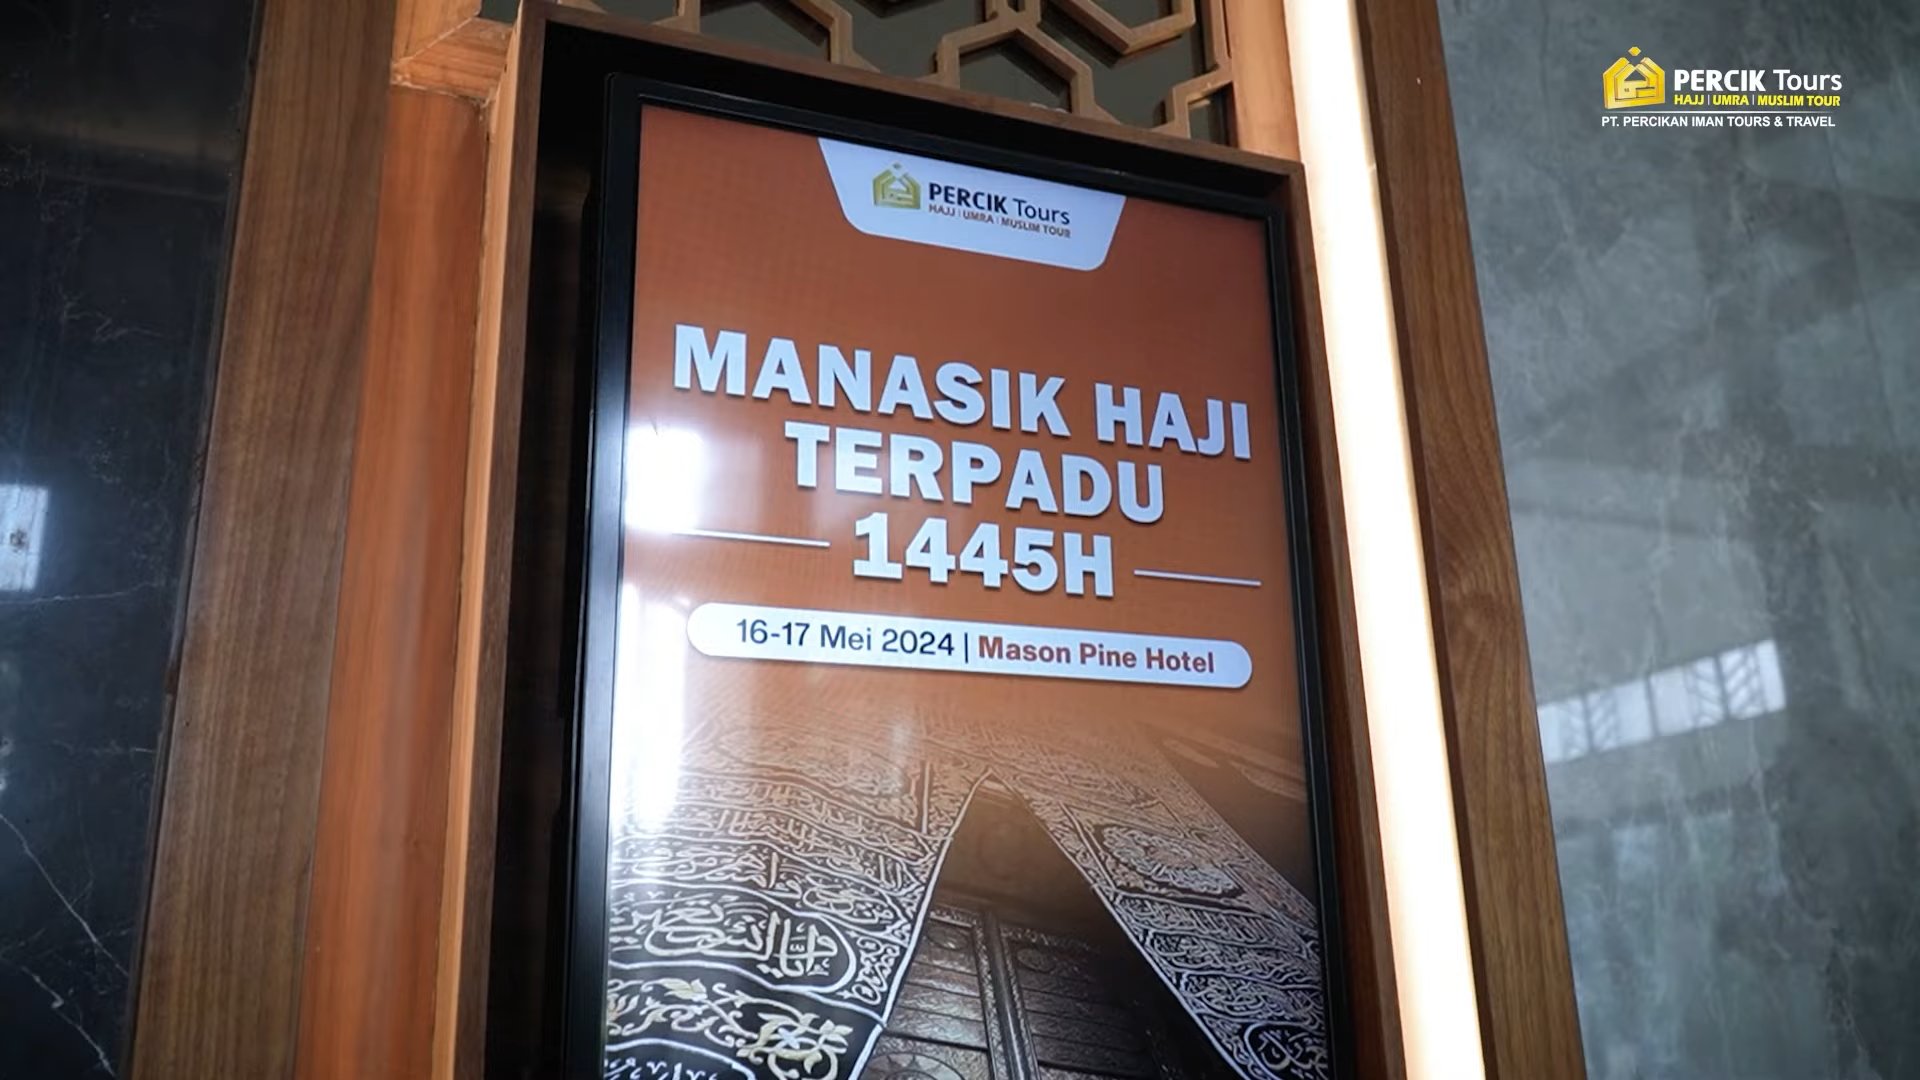 PERCIK Tours
HAJJ | UMRA | MUSLIM TOUR
PT. PERCIKAN IMAN TOURS & TRAVEL
PERCIK Tours
HAJJ | UMRA | MUSLIM TOUR
MANASIK HAJI
TERPADU
1445H
16-17 Mei 2024 | Mason Pine Hotel